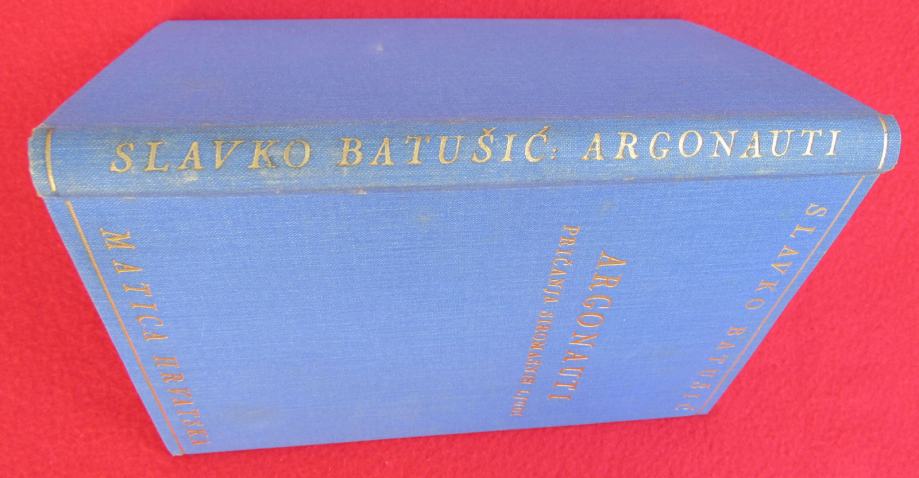 SLAVKO BATUŠIĆ: ARGONAUTI
SLAVKO BATUŠIĆ
ARGONAUTI
PRIČANJA SIROMAŠNIH LJUDI
MATICA HRVATSKA